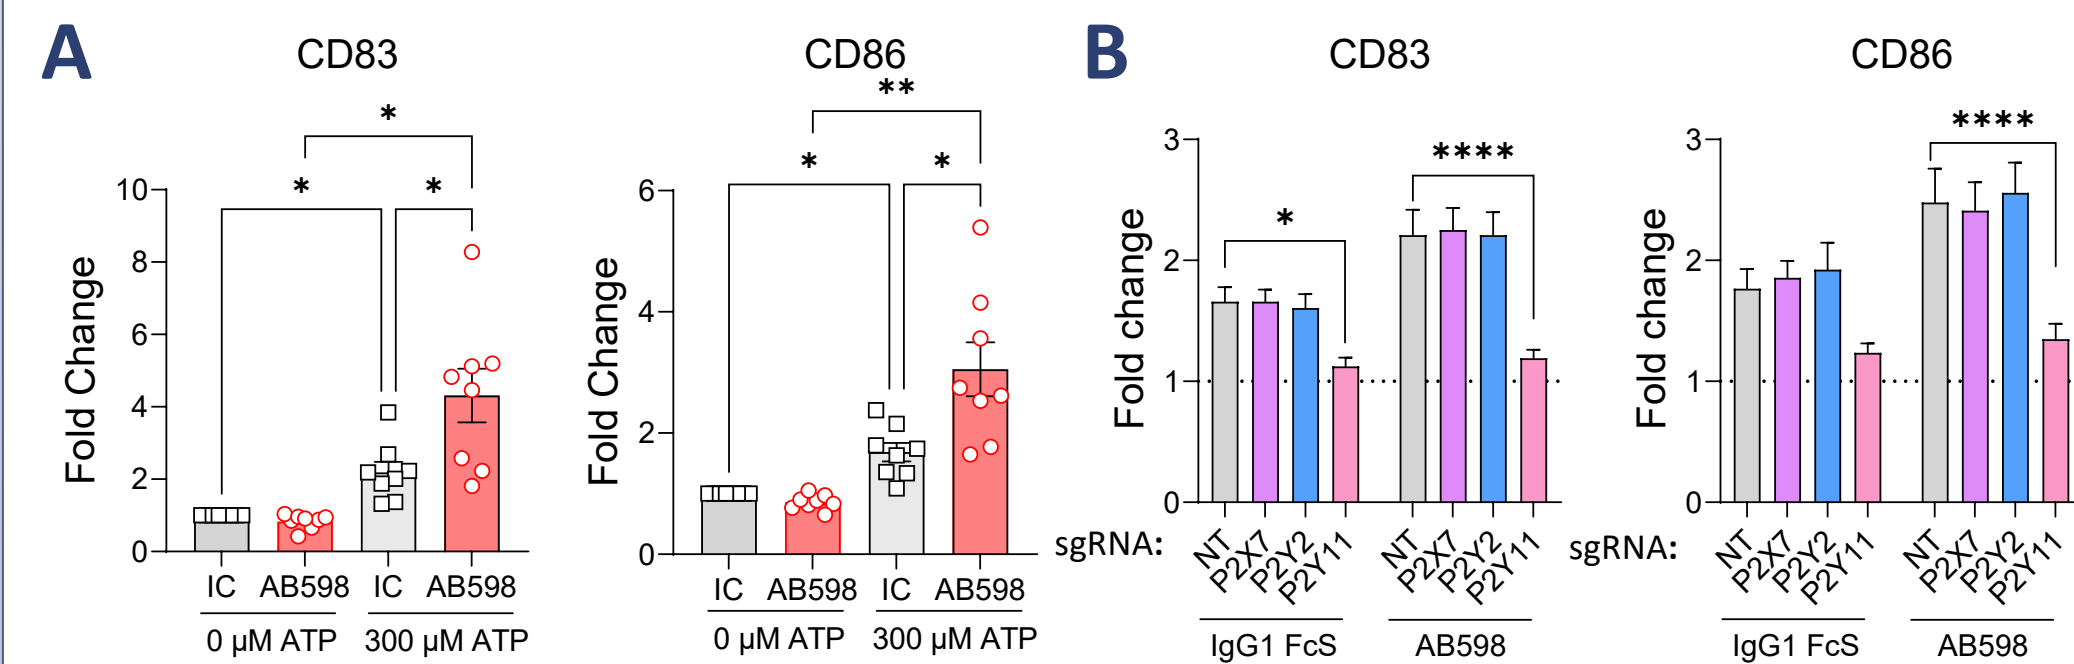 A
CD83
*
*
*
10
8
6
4
2
0
Fold Change
IC AB598 IC AB598
0 µM ATP 300 µM ATP
CD86
**
*
*
6
4
2
0
Fold Change
IC AB598 IC AB598
0 µM ATP 300 µM ATP
B
CD83
*
****
3
2
1
0
Fold change
sgRNA:
NT P2X7 P2Y2 P2Y11 NT P2X7 P2Y2 P2Y11
IgG1 FcS AB598
CD86
****
3
2
1
0
Fold change
sgRNA:
NT P2X7 P2Y2 P2Y11 NT P2X7 P2Y2 P2Y11
IgG1 FcS AB598